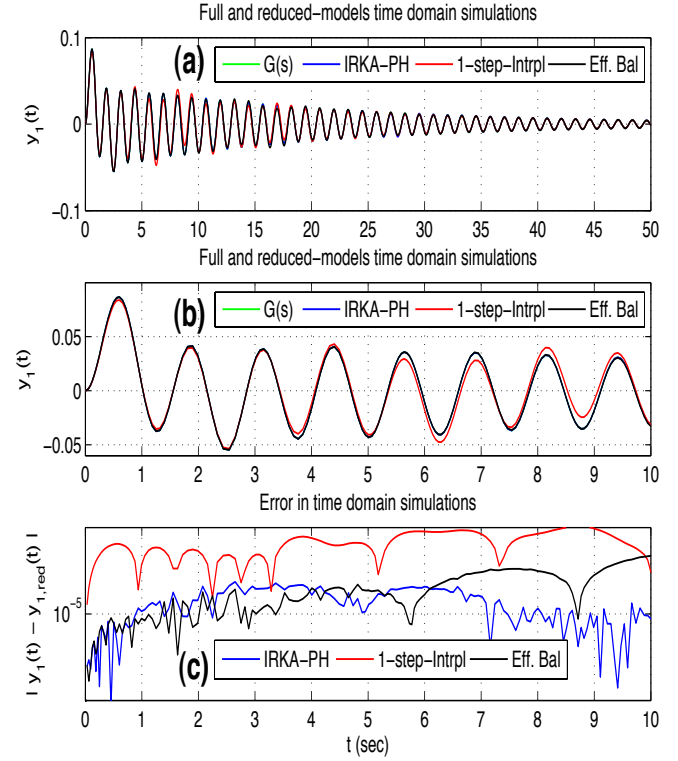 Full and reduced−models time domain simulations
0.1
0
−0.1
y1(t)
(a)
G(s) IRKA−PH 1−step−Intrpl Eff. Bal
0 5 10 15 20 25 30 35 40 45 50
Full and reduced−models time domain simulations
0.05
0
−0.05
y1(t)
(b)
G(s) IRKA−PH 1−step−Intrpl Eff. Bal
0 1 2 3 4 5 6 7 8 9 10
Error in time domain simulations
10−5
| y1(t) − y1,red(t) |
(c)
IRKA−PH 1−step−Intrpl Eff. Bal
0 1 2 3 4 5 6 7 8 9 10
t (sec)